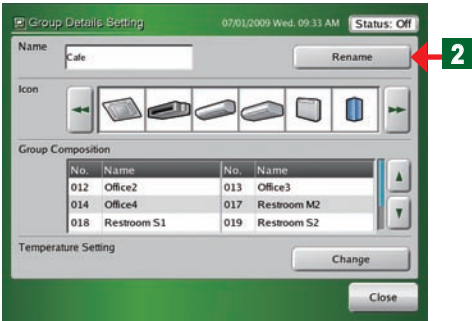 Group Details Setting 07/01/2009 Wed. 09:33 AM Status: Off
Name Cafe Rename 2
Icon
Group Composition
No. Name No. Name
012 Office2 013 Office3
014 Office4 017 Restroom M2
018 Restroom S1 019 Restroom S2
Temperature Setting Change
Close